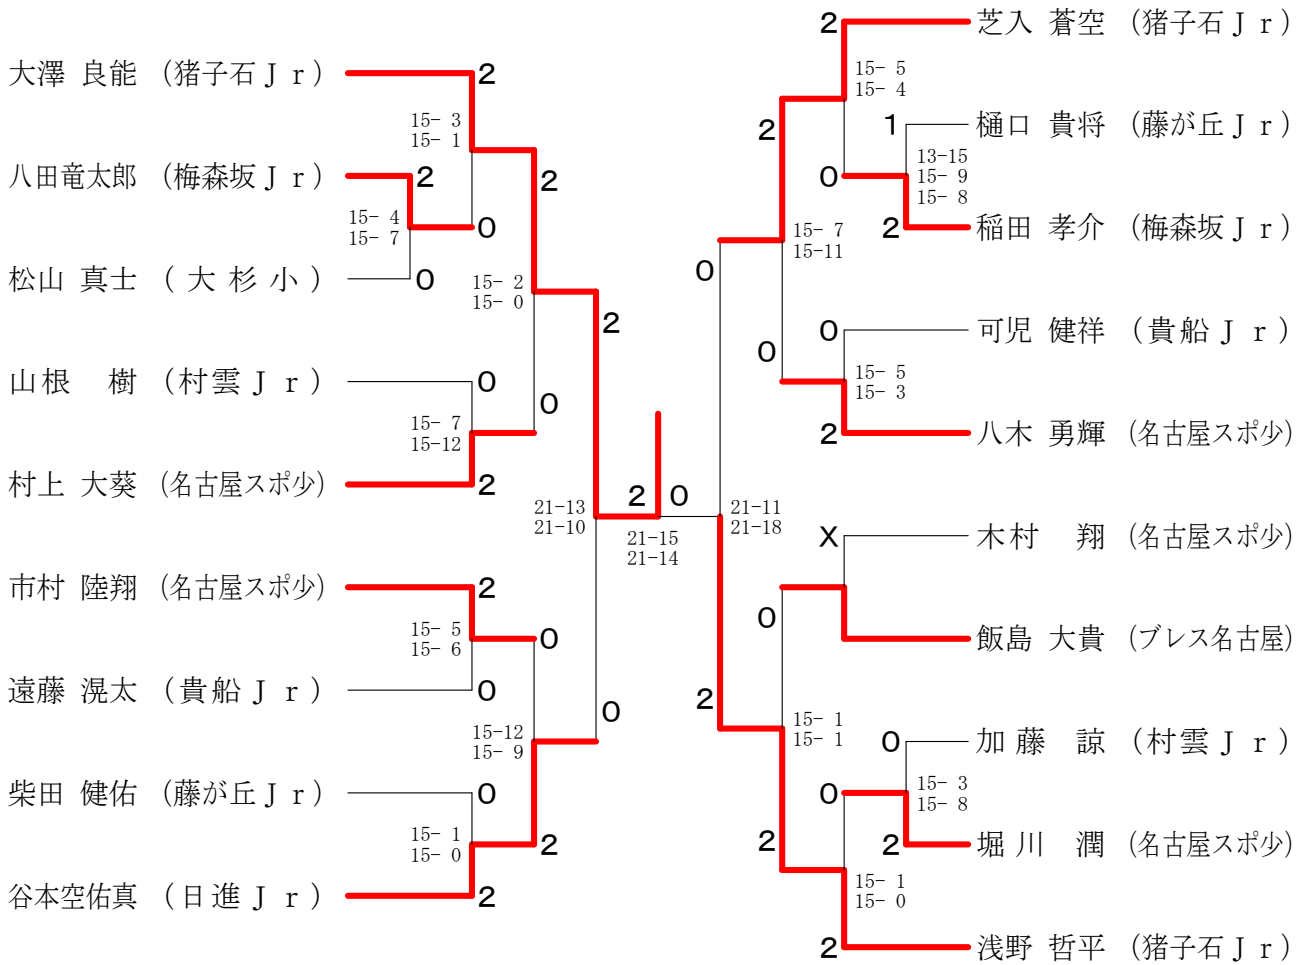 大澤 良能 (猪子石Ｊｒ) 2
15- 3
15- 1
八田竜太郎 (梅森坂Ｊｒ) 2
2
15- 4
15- 7
0
松山 真士 (大杉小) 0
15- 2
15- 0
2
山根 樹 (村雲Ｊｒ) 0
0
15- 7
15-12
村上 大葵 (名古屋スポ少) 2
21-13
21-10
市村 陸翔 (名古屋スポ少) 2
15- 5
15- 6
0
遠藤 滉太 (貴船Ｊｒ) 0
0
15-12
15- 9
柴田 健佑 (藤が丘Ｊｒ) 0
15- 1
15- 0
2
谷本空佑真 (日進Ｊｒ) 2
2 0
21-15
21-14
2 芝入 蒼空 (猪子石Ｊｒ)
15- 5
15- 4
2
1 樋口 貴将 (藤が丘Ｊｒ)
13-15
15- 9
15- 8
0
2 稲田 孝介 (梅森坂Ｊｒ)
15- 7
15-11
0
0 可児 健祥 (貴船Ｊｒ)
0
15- 5
15- 3
2 八木 勇輝 (名古屋スポ少)
21-11
21-18
X 木村 翔 (名古屋スポ少)
0
飯島 大貴 (ブレス名古屋)
2
15- 1
15- 1
0 加藤 諒 (村雲Ｊｒ)
15- 3
15- 8
0
2 堀川 潤 (名古屋スポ少)
2
15- 1
15- 0
2 浅野 哲平 (猪子石Ｊｒ)